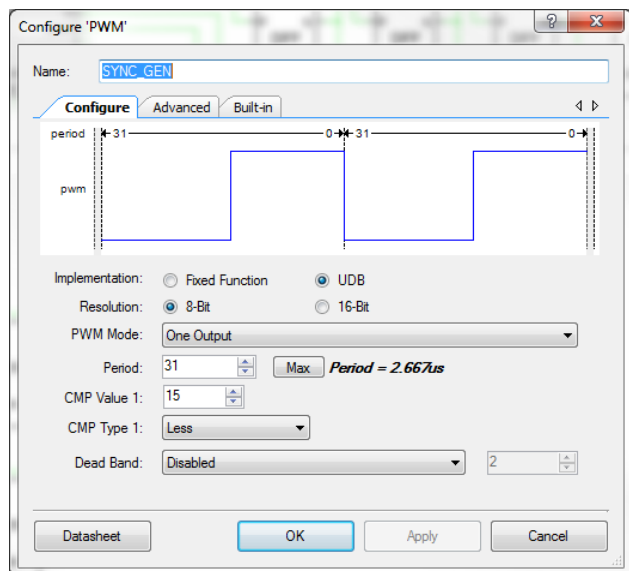 Configure 'PWM'
Name: SYNC_GEN
Configure Advanced Built-in
period 31 0 31 0
pwm
Implementation: Fixed Function UDB
Resolution: 8-Bit 16-Bit
PWM Mode: One Output
Period: 31 Max Period = 2.667us
CMP Value 1: 15
CMP Type 1: Less
Dead Band: Disabled 2
Datasheet OK Apply Cancel